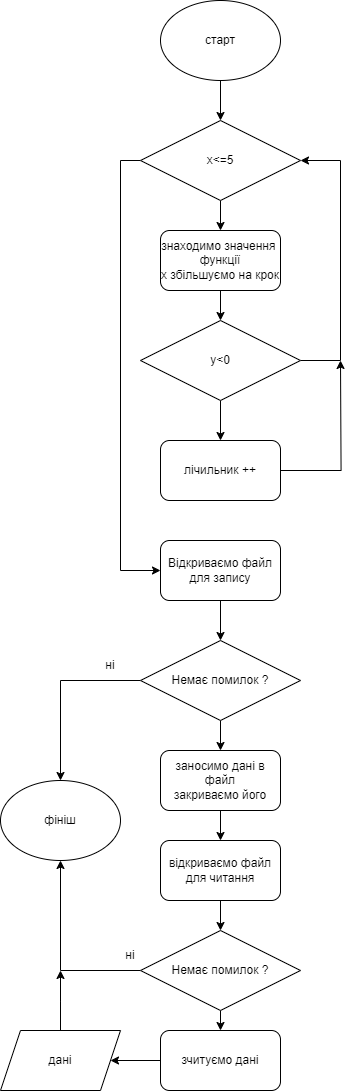 старт
x<=5
знаходимо значення
функції
x збільшуємо на крок
y<0
лічильник ++
Відкриваємо файл
для запису
ні
Немає помилок ?
заносимо дані в
файл
закриваємо його
фініш
відкриваємо файл
для читання
ні
Немає помилок ?
дані
зчитуємо дані